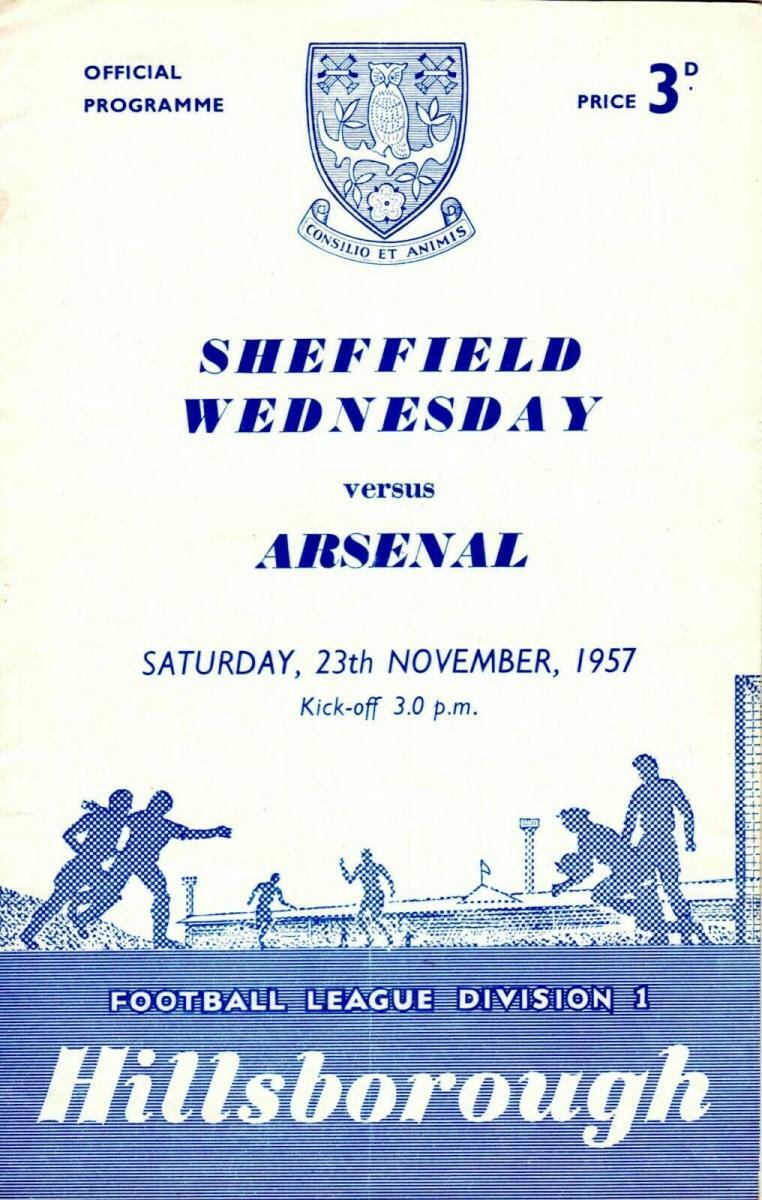 OFFICIAL
PROGRAMME
PRICE 3D.
CONSILIO ET ANIMIS
SHEFFIELD
WEDNESDAY
versus
ARSENAL
SATURDAY, 23th NOVEMBER, 1957
Kick-off 3.0 p.m.
FOOTBALL LEAGUE DIVISION 1
Hillsborough